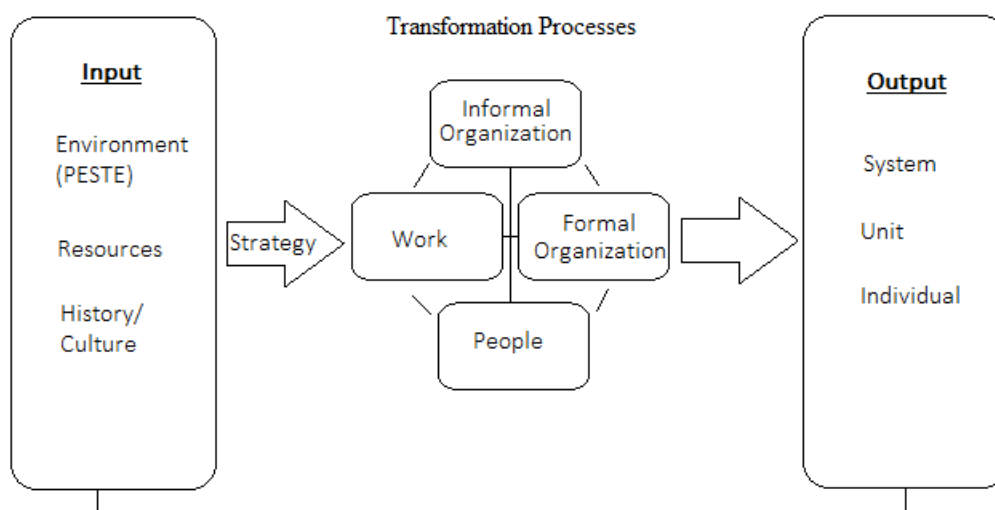 Transformation Processes
Input
Environment
(PESTE)
Resources
History/
Culture
Strategy
Informal
Organization
Work
Formal
Organization
People
Output
System
Unit
Individual